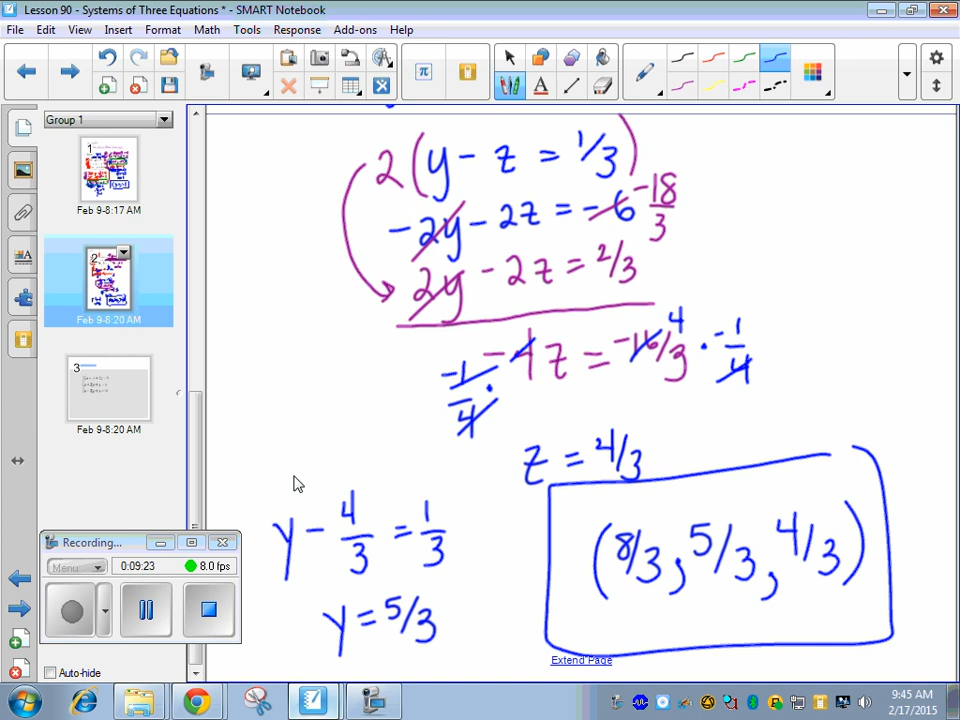 Lesson 90 - Systems of Three Equations * - SMART Notebook
File Edit View Insert Format Math Tools Response Add-ons Help
π
A
Group 1
1
Feb 9-8:17 AM
2
Feb 9-8:20 AM
3
Feb 9-8:20 AM
2(y - z = 1/3)
-2y - 2z = -6 -18/3
2y - 2z = 2/3
-1/4 · -4z = -16/3 4 · -1/4
z = 4/3
y - 4/3 = 1/3
y = 5/3
(8/3, 5/3, 4/3)
Extend Page
Recording...
Menu
0:09:23
8.0 fps
Auto-hide
9:45 AM
2/17/2015